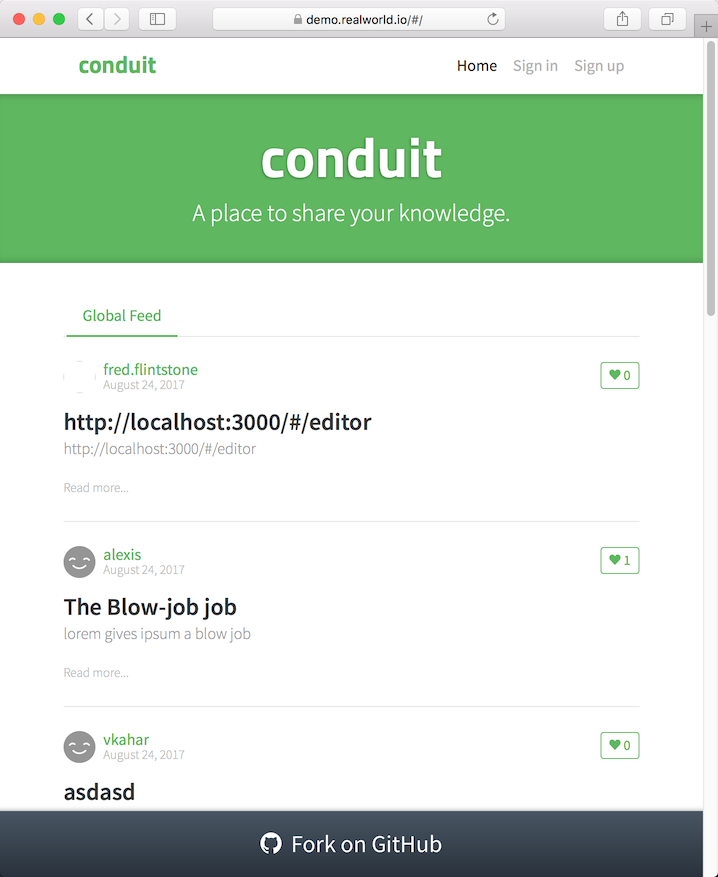 demo.realworld.io/#/
conduit
Home Sign in Sign up
conduit
A place to share your knowledge.
Global Feed
fred.flintstone
August 24, 2017
0
http://localhost:3000/#/editor
http://localhost:3000/#/editor
Read more...
alexis
August 24, 2017
1
The Blow-job job
lorem gives ipsum a blow job
Read more...
vkahar
August 24, 2017
0
asdasd
Fork on GitHub